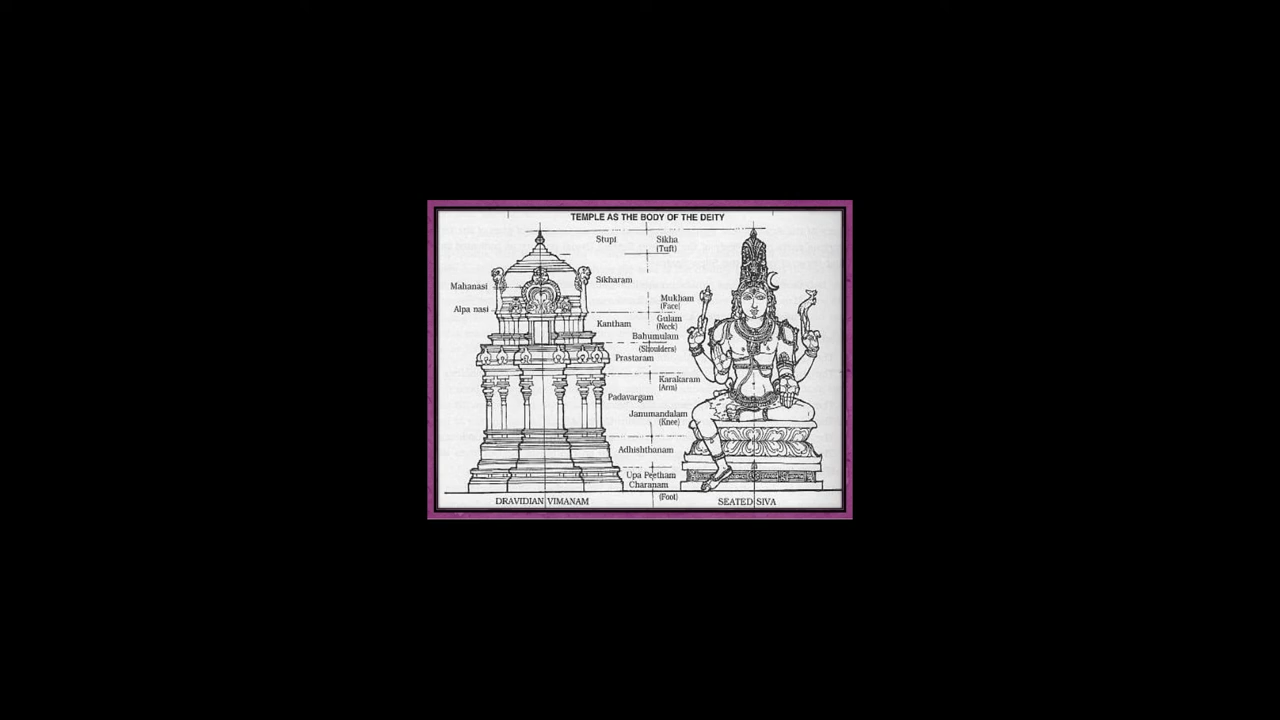 TEMPLE AS THE BODY OF THE DEITY
Stupi
Sikha
(Tuft)
Sikharam
Mahanasi
Mukham
(Face)
Alpa nasi
Gulam
(Neck)
Kantham
Bahumulam
(Shoulders)
Prastaram
Karakaram
(Arm)
Padavargam
Janumandalam
(Knee)
Adhishthanam
Upa Peetham
Charanam
(Foot)
DRAVIDIAN VIMANAM
SEATED SIVA